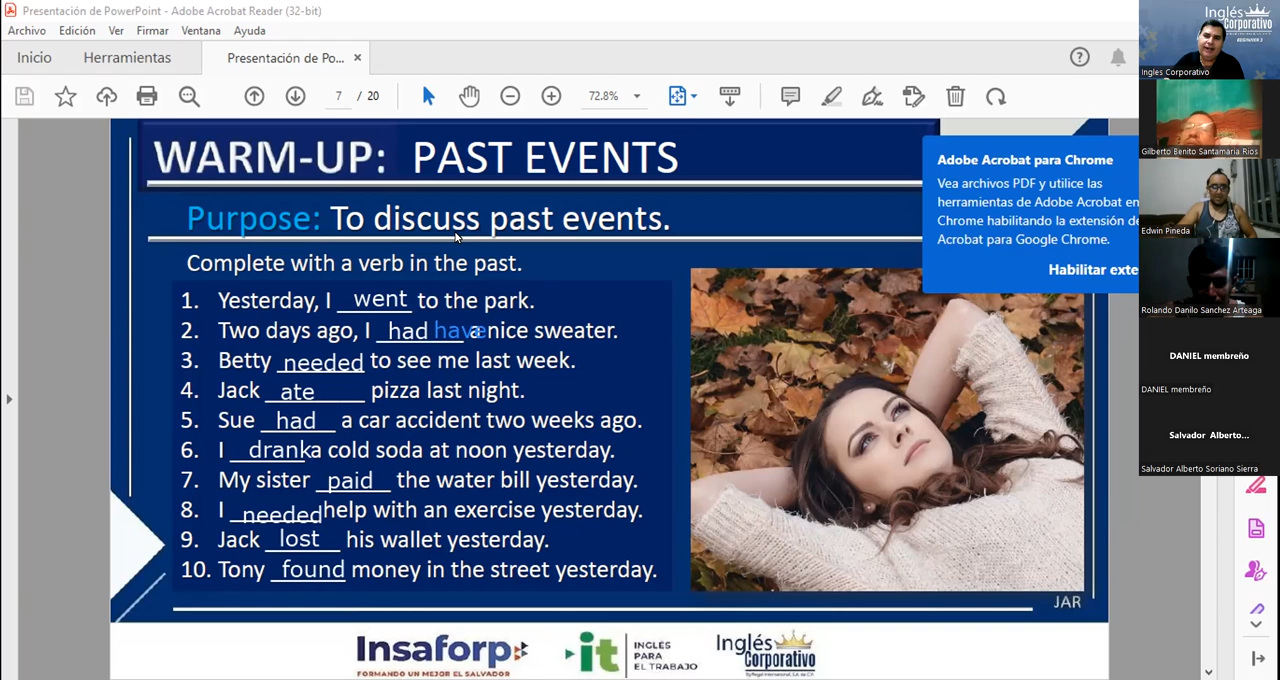 Presentación de PowerPoint - Adobe Acrobat Reader (32-bit)
Archivo Edición Ver Firmar Ventana Ayuda
Inicio Herramientas Presentación de Po... ×
7 / 20 72.8%
WARM-UP: PAST EVENTS
Purpose: To discuss past events.
Complete with a verb in the past.
1. Yesterday, I went to the park.
2. Two days ago, I had have a nice sweater.
3. Betty needed to see me last week.
4. Jack ate pizza last night.
5. Sue had a car accident two weeks ago.
6. I drank a cold soda at noon yesterday.
7. My sister paid the water bill yesterday.
8. I needed help with an exercise yesterday.
9. Jack lost his wallet yesterday.
10. Tony found money in the street yesterday.
JAR
Insaforp
FORMANDO UN MEJOR EL SALVADOR
it INGLÉS
PARA
EL TRABAJO
Inglés
Corporativo
Adobe Acrobat para Chrome
Vea archivos PDF y utilice las
herramientas de Adobe Acrobat en
Chrome habilitando la extensión de
Acrobat para Google Chrome.
Habilitar exte
Inglés
Corporativo
Ingles Corporativo
Gilberto Benito Santamaria Rios
Edwin Pineda
Rolando Danilo Sanchez Arteaga
DANIEL membreño
DANIEL membreño
Salvador Alberto...
Salvador Alberto Soriano Sierra